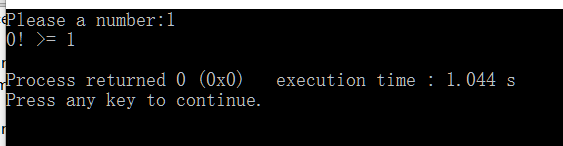 Please a number:1
0! >= 1
Process returned 0 (0x0)   execution time : 1.044 s
Press any key to continue.